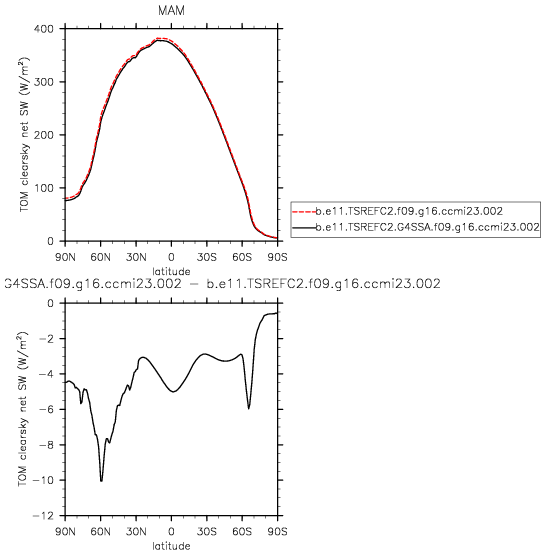 MAM
TOM clearsky net SW (W/m²)
400
300
200
100
0
90N 60N 30N 0 30S 60S 90S
latitude
b.e11.TSREFC2.f09.g16.ccmi23.002
b.e11.TSREFC2.G4SSA.f09.g16.ccmi23.002
G4SSA.f09.g16.ccmi23.002 - b.e11.TSREFC2.f09.g16.ccmi23.002
TOM clearsky net SW (W/m²)
0
-2
-4
-6
-8
-10
-12
90N 60N 30N 0 30S 60S 90S
latitude